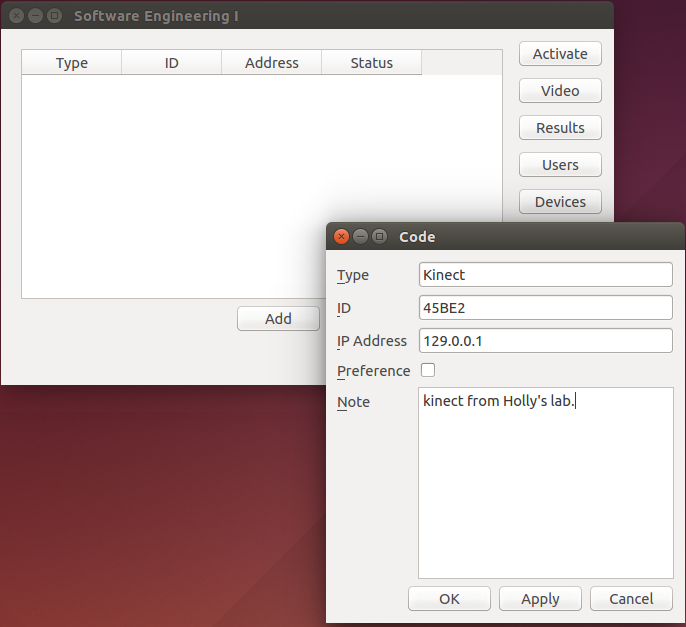 Software Engineering I
Type ID Address Status
Activate
Video
Results
Users
Devices
Add
Code
Type Kinect
ID 45BE2
IP Address 129.0.0.1
Preference
Note kinect from Holly's lab.
OK Apply Cancel